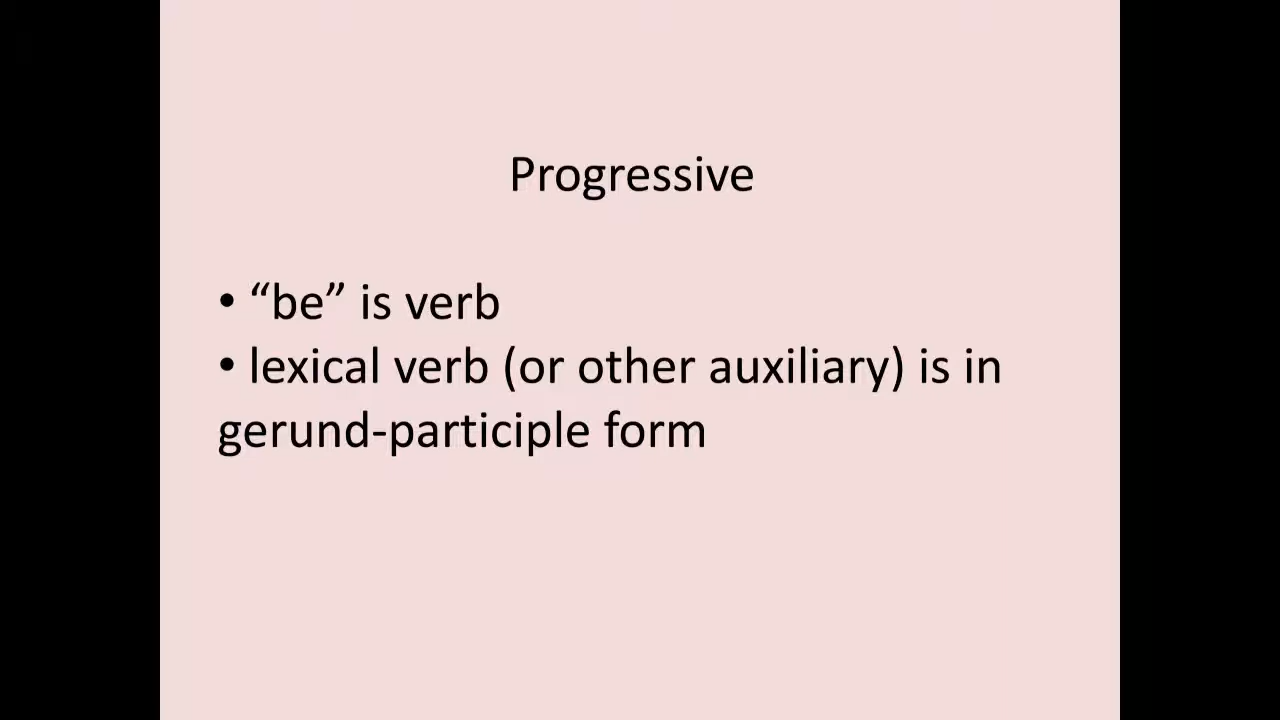 Progressive
• “be” is verb
• lexical verb (or other auxiliary) is in
gerund-participle form